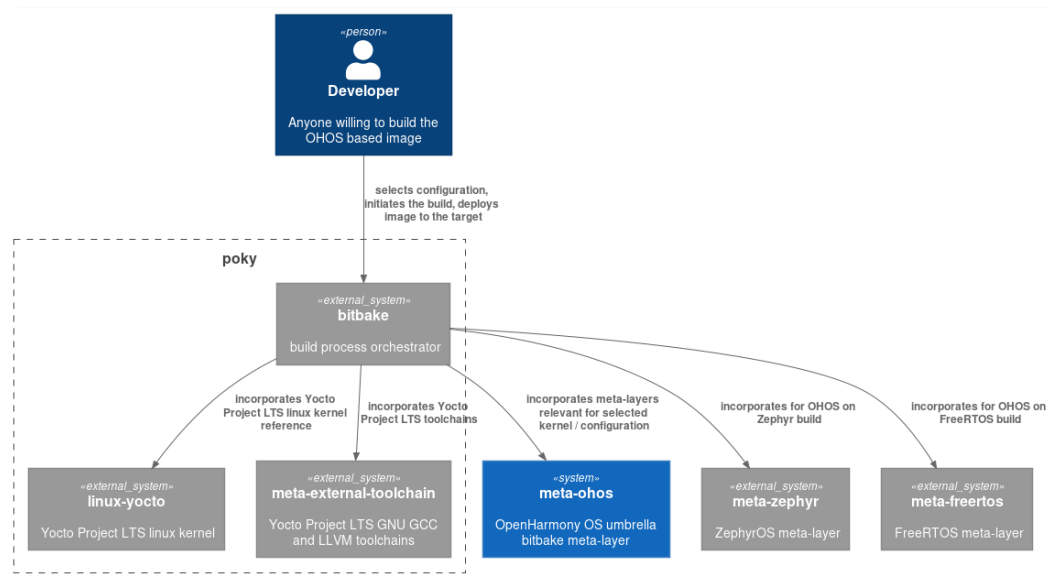 «person»
Developer
Anyone willing to build the
OHOS based image
selects configuration,
initiates the build, deploys
image to the target
poky
«external_system»
bitbake
build process orchestrator
incorporates Yocto
Project LTS linux kernel
reference
incorporates Yocto
Project LTS toolchains
incorporates meta-layers
relevant for selected
kernel / configuration
incorporates for OHOS on
Zephyr build
incorporates for OHOS on
FreeRTOS build
«external_system»
linux-yocto
Yocto Project LTS linux kernel
«external_system»
meta-external-toolchain
Yocto Project LTS GNU GCC
and LLVM toolchains
«system»
meta-ohos
OpenHarmony OS umbrella
bitbake meta-layer
«external_system»
meta-zephyr
ZephyrOS meta-layer
«external_system»
meta-freertos
FreeRTOS meta-layer